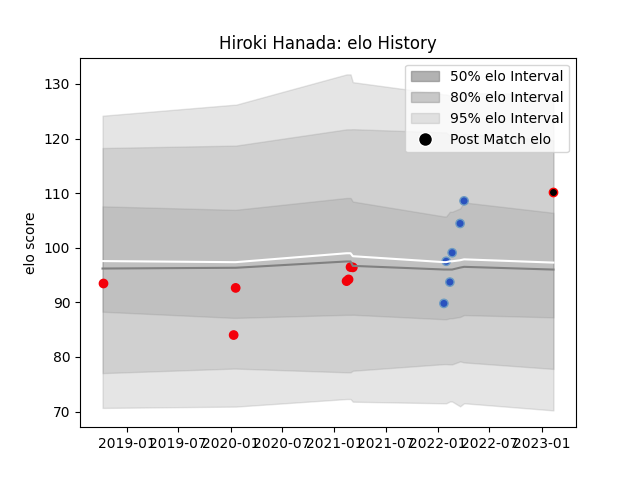 Hiroki Hanada: elo History
50% elo Interval
80% elo Interval
95% elo Interval
Post Match elo
elo score
130
120
110
100
90
80
70
2019-01 2019-07 2020-01 2020-07 2021-01 2021-07 2022-01 2022-07 2023-01